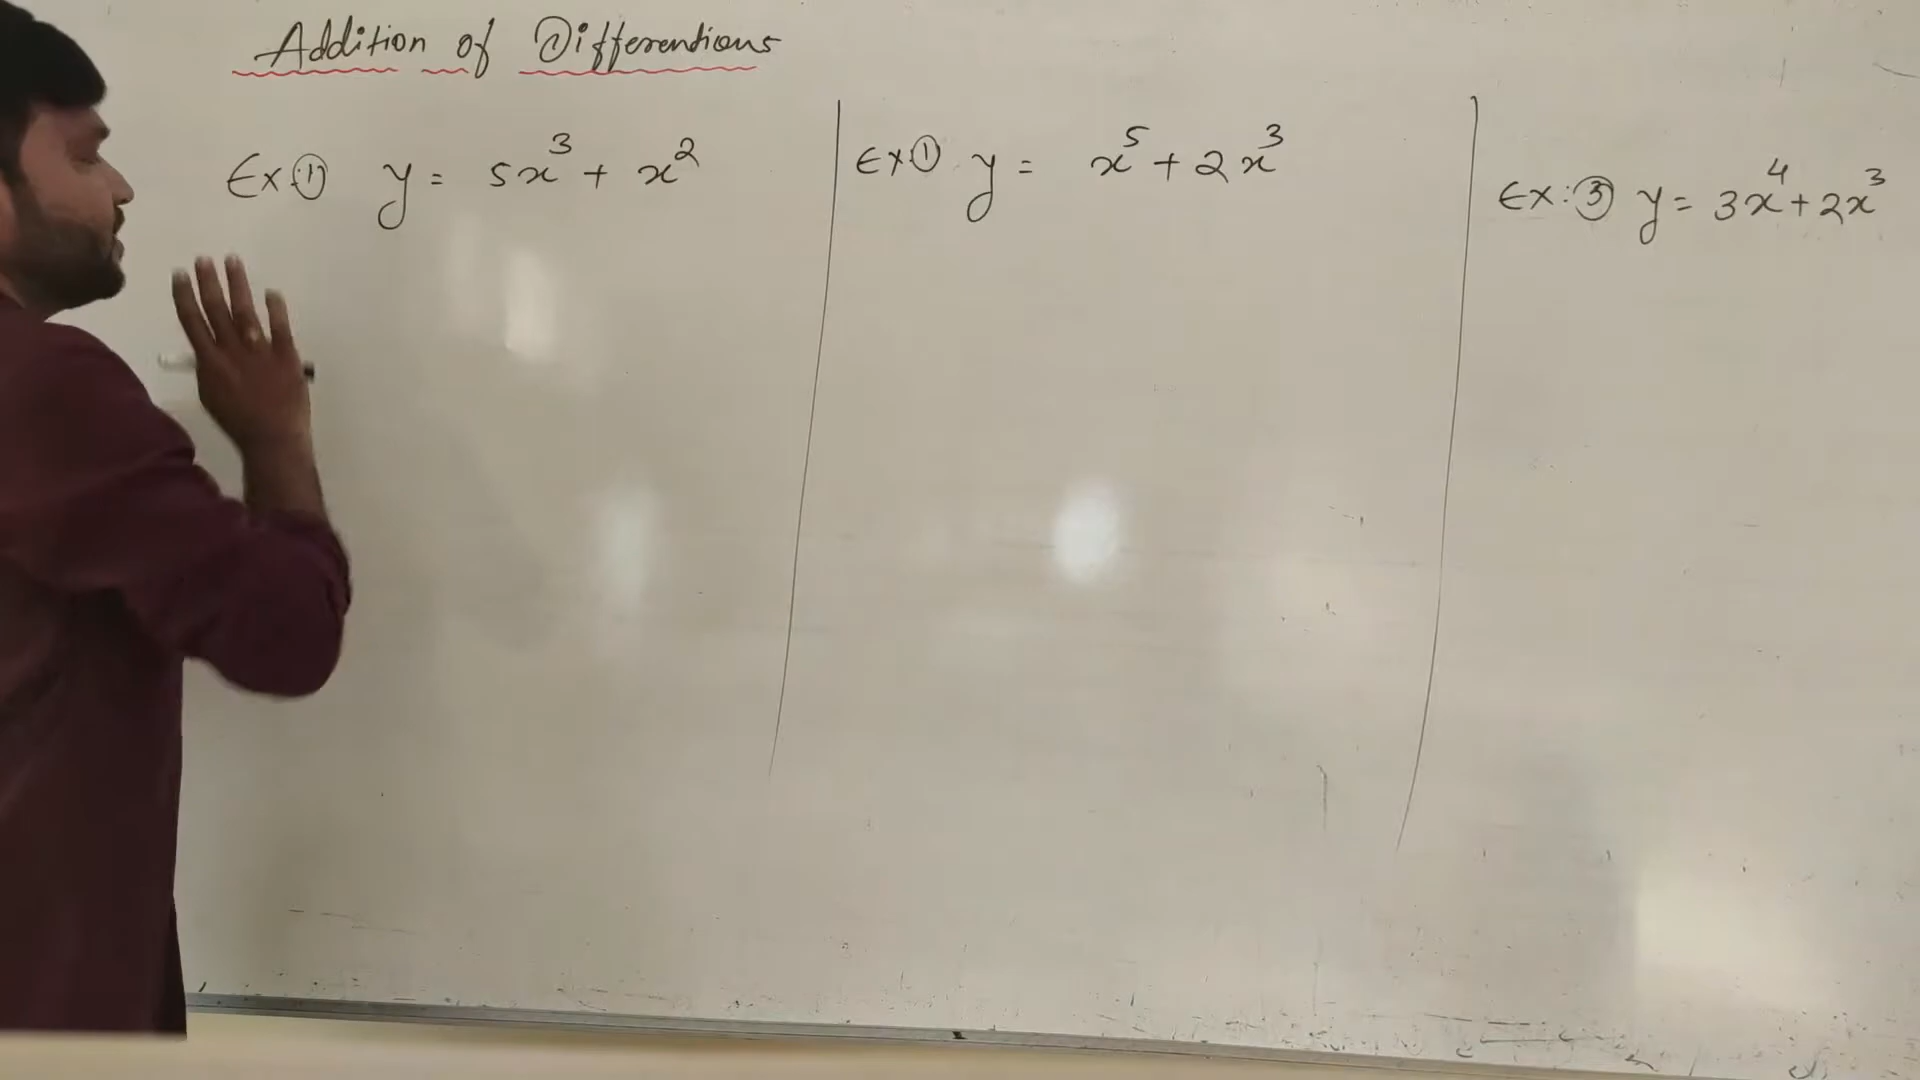 Addition of Differentions
Ex:① y = 5x³ + x²
Ex① y = x⁵ + 2x³
Ex:③ y = 3x⁴ + 2x³